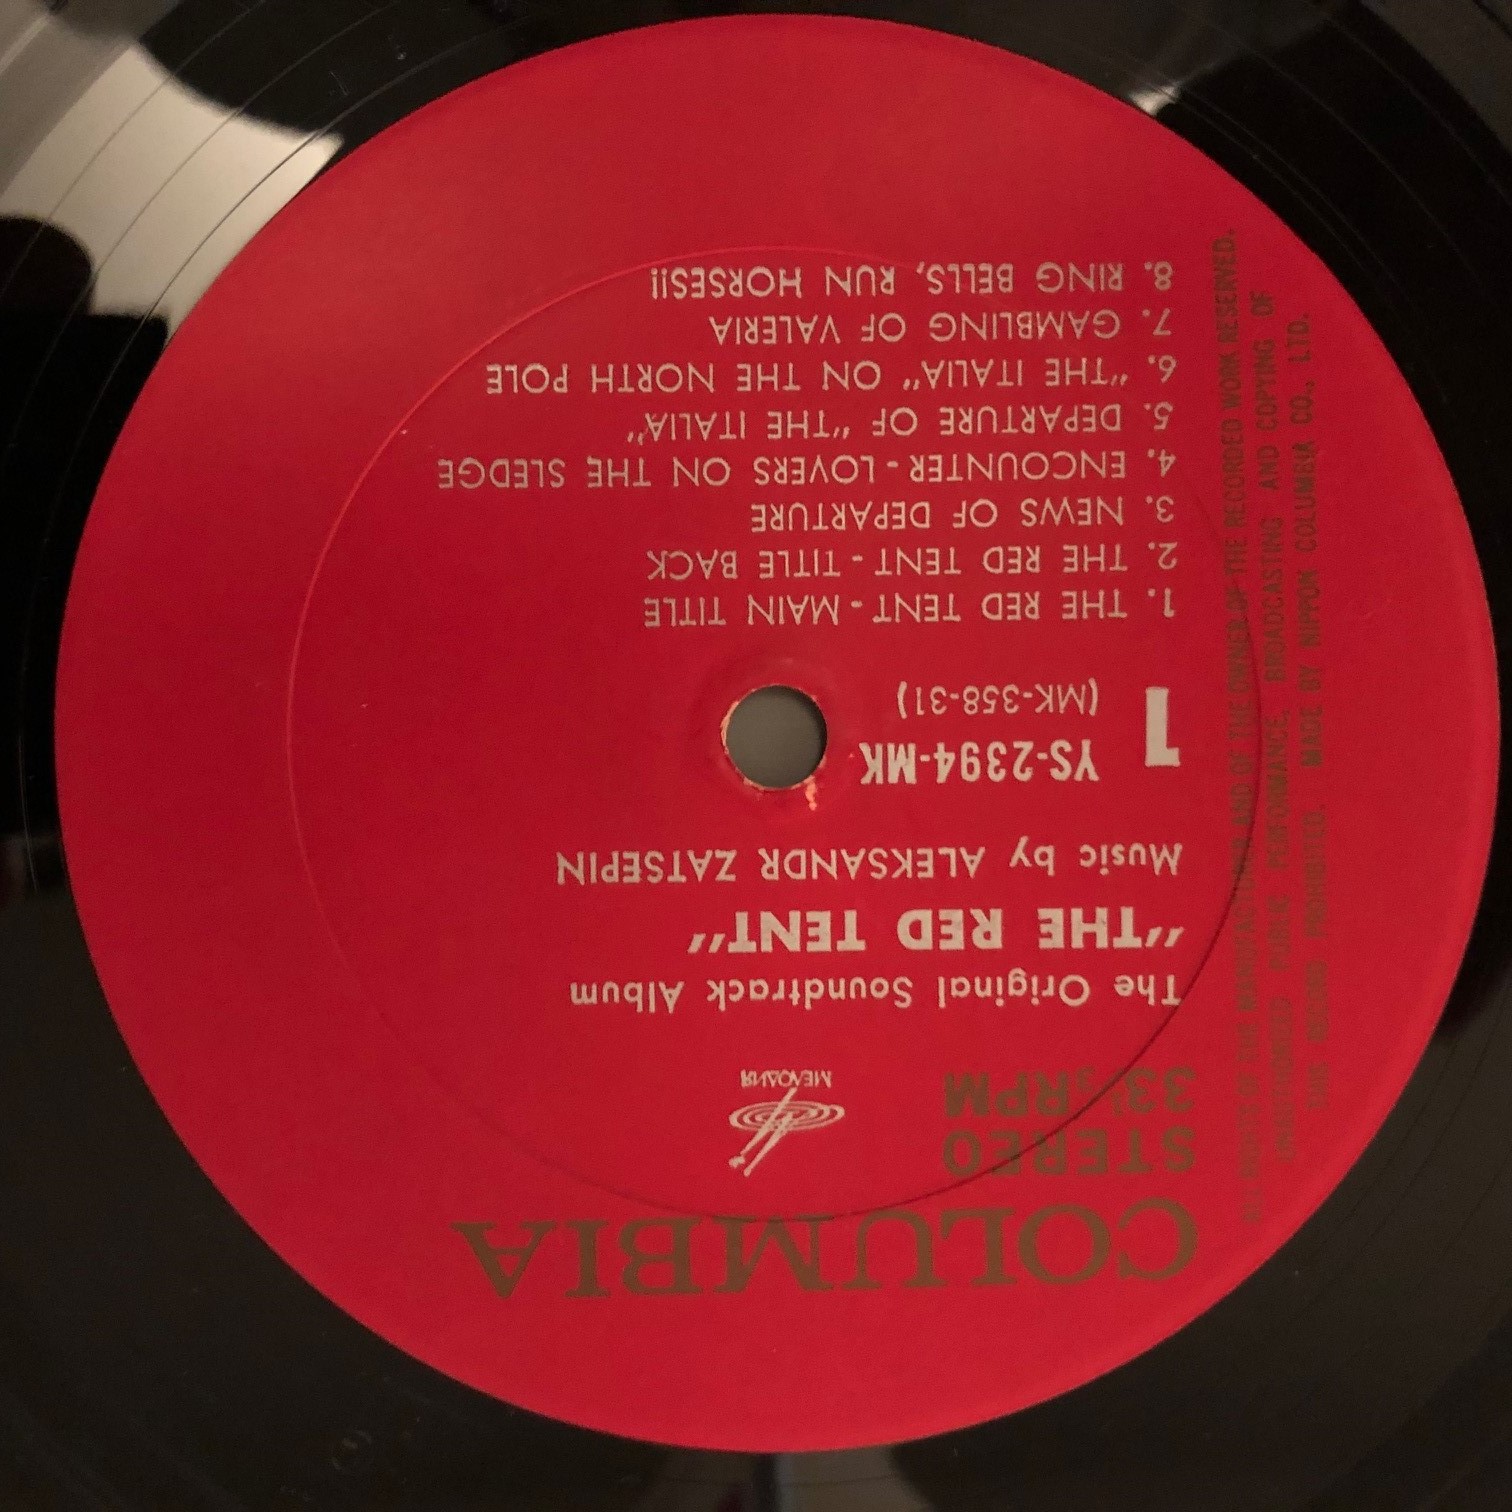 COLUMBIA
STEREO
33⅓ RPM
МЕЛОДИЯ
The Original Soundtrack Album
"THE RED TENT"
Music by ALEKSANDR ZATSEPIN
1
YS-2394-MK
(MK-358-31)
1. THE RED TENT - MAIN TITLE
2. THE RED TENT - TITLE BACK
3. NEWS OF DEPARTURE
4. ENCOUNTER - LOVERS ON THE SLEDGE
5. DEPARTURE OF "THE ITALIA"
6. "THE ITALIA" ON THE NORTH POLE
7. GAMBLING OF VALERIA
8. RING BELLS, RUN HORSES!!
ALL RIGHTS OF THE MANUFACTURER AND OF THE OWNER OF THE RECORDED WORK RESERVED.
UNAUTHORIZED PUBLIC PERFORMANCE, BROADCASTING AND COPYING OF
THIS RECORD PROHIBITED. MADE BY NIPPON COLUMBIA CO., LTD.